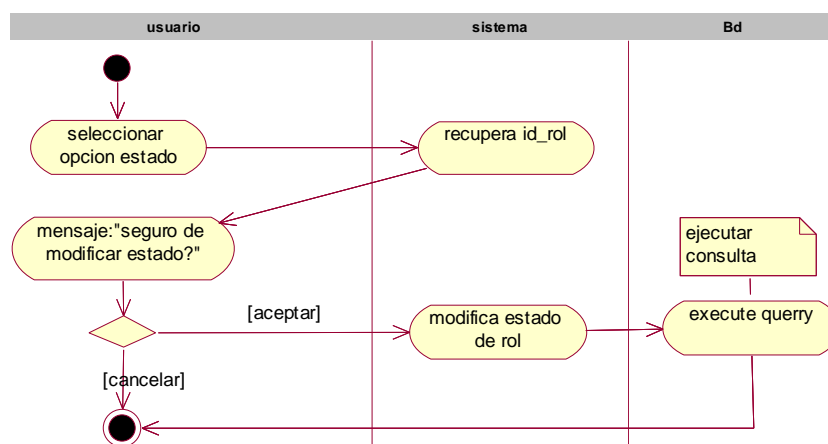 usuario
sistema
Bd
seleccionar
opcion estado
recupera id_rol
mensaje:"seguro de
modificar estado?"
ejecutar
consulta
[aceptar]
modifica estado
de rol
execute querry
[cancelar]